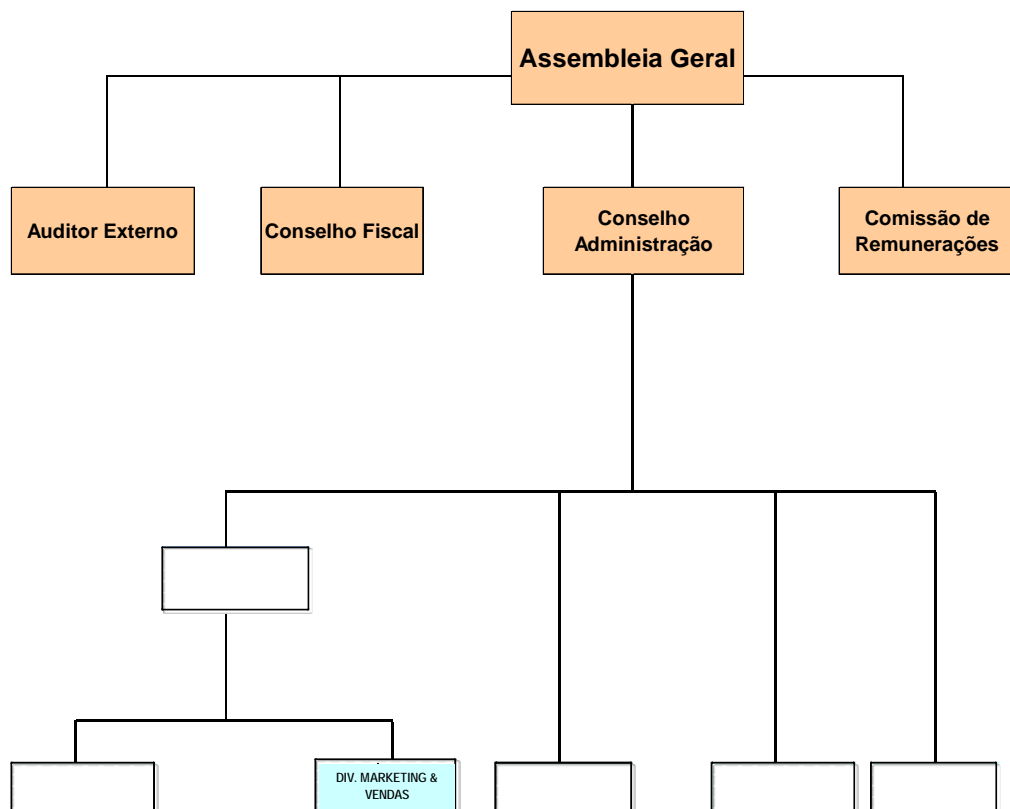 Assembleia Geral
Auditor Externo
Conselho Fiscal
Conselho
Administração
Comissão de
Remunerações
DIV. MARKETING &
VENDAS